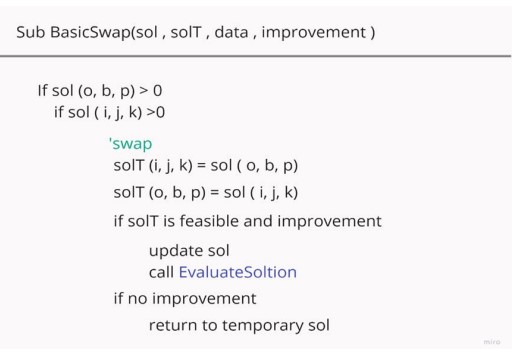 Sub BasicSwap(sol , solT , data , improvement )
If sol (o, b, p) > 0
if sol ( i, j, k) >0
'swap
solT (i, j, k) = sol ( o, b, p)
solT (o, b, p) = sol ( i, j, k)
if solT is feasible and improvement
update sol
call EvaluateSoltion
if no improvement
return to temporary sol
miro